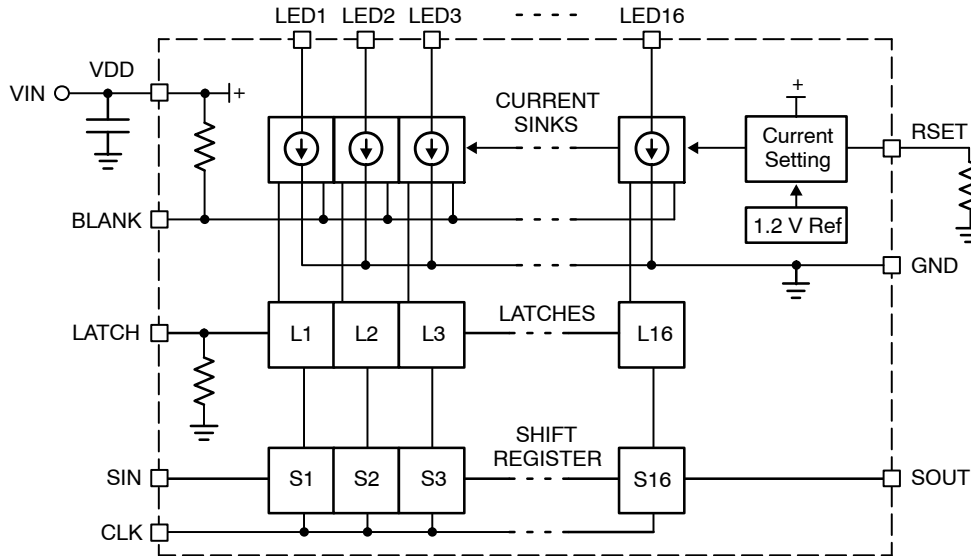 LED1 LED2 LED3 - - - - LED16
VDD
VIN
+
CURRENT
SINKS
+
Current
Setting
RSET
BLANK
1.2 V Ref
GND
LATCH
L1 L2 L3
LATCHES
L16
SIN
S1 S2 S3
SHIFT
REGISTER
S16
SOUT
CLK